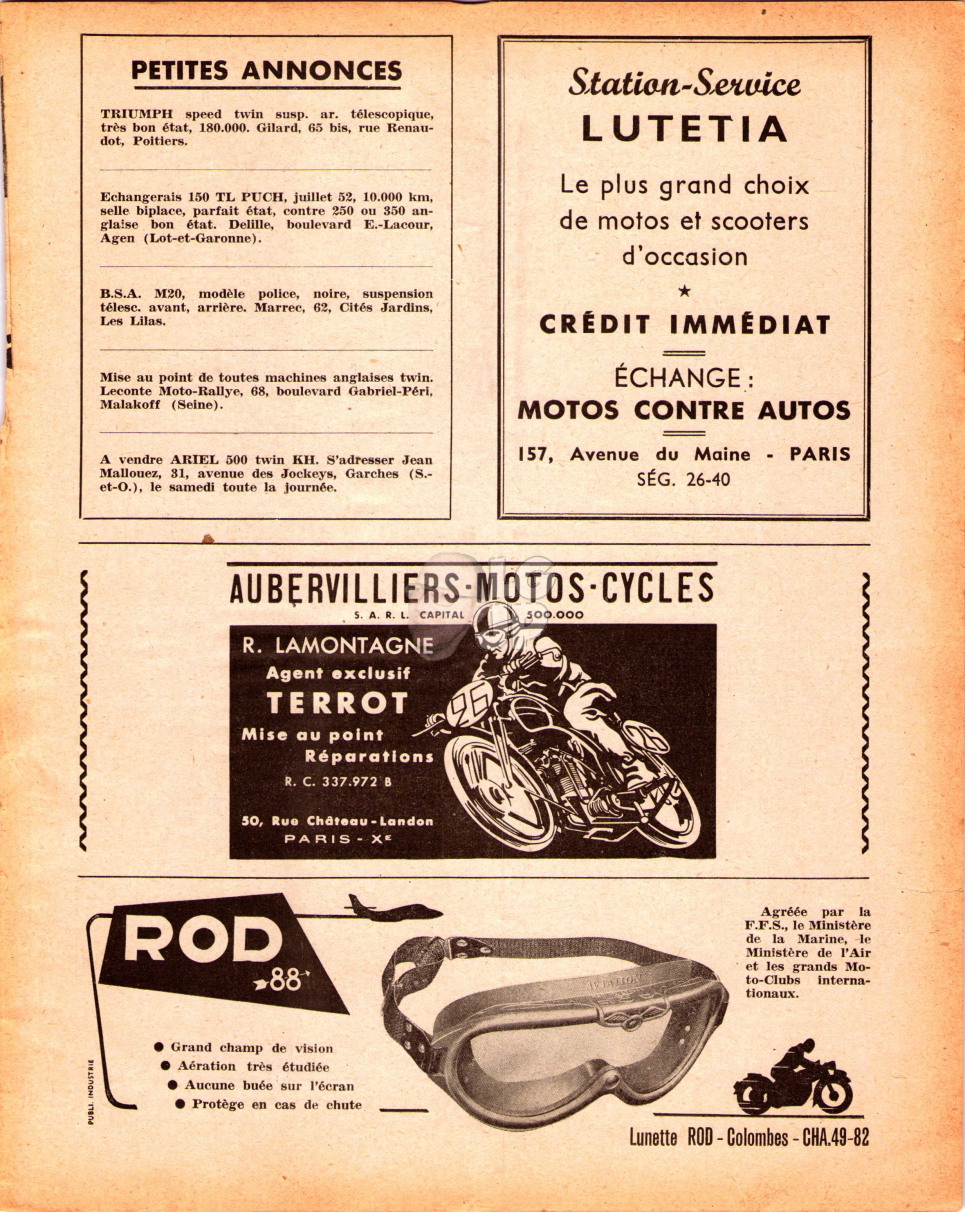 PETITES ANNONCES
TRIUMPH speed twin susp. ar. télescopique,
très bon état, 180.000. Gilard, 65 bis, rue Renau-
dot, Poitiers.
Echangerais 150 TL PUCH, juillet 52, 10.000 km,
selle biplace, parfait état, contre 250 ou 350 an-
glaise bon état. Delille, boulevard E.-Lacour,
Agen (Lot-et-Garonne).
B.S.A. M20, modèle police, noire, suspension
télesc. avant, arrière. Marrec, 62, Cités Jardins,
Les Lilas.
Mise au point de toutes machines anglaises twin.
Leconte Moto-Rallye, 68, boulevard Gabriel-Péri,
Malakoff (Seine).
A vendre ARIEL 500 twin KH. S'adresser Jean
Mallouez, 31, avenue des Jockeys, Garches (S.-
et-O.), le samedi toute la journée.
Station-Service
LUTETIA
Le plus grand choix
de motos et scooters
d'occasion
★
CRÉDIT IMMÉDIAT
ÉCHANGE :
MOTOS CONTRE AUTOS
157, Avenue du Maine - PARIS
SÉG. 26-40
AUBERVILLIERS-MOTOS-CYCLES
S. A. R. L. CAPITAL 500.000
R. LAMONTAGNE
Agent exclusif
TERROT
Mise au point
Réparations
R. C. 337.972 B
50, Rue Château-Landon
PARIS - XE
26
26
ROD
88
AVIATION
Agréée par la
F.F.S., le Ministère
de la Marine, le
Ministère de l'Air
et les grands Mo-
to-Clubs interna-
tionaux.
● Grand champ de vision
● Aération très étudiée
● Aucune buée sur l'écran
● Protège en cas de chute
PUBLI. INDUSTRIE
Lunette ROD - Colombes - CHA.49-82